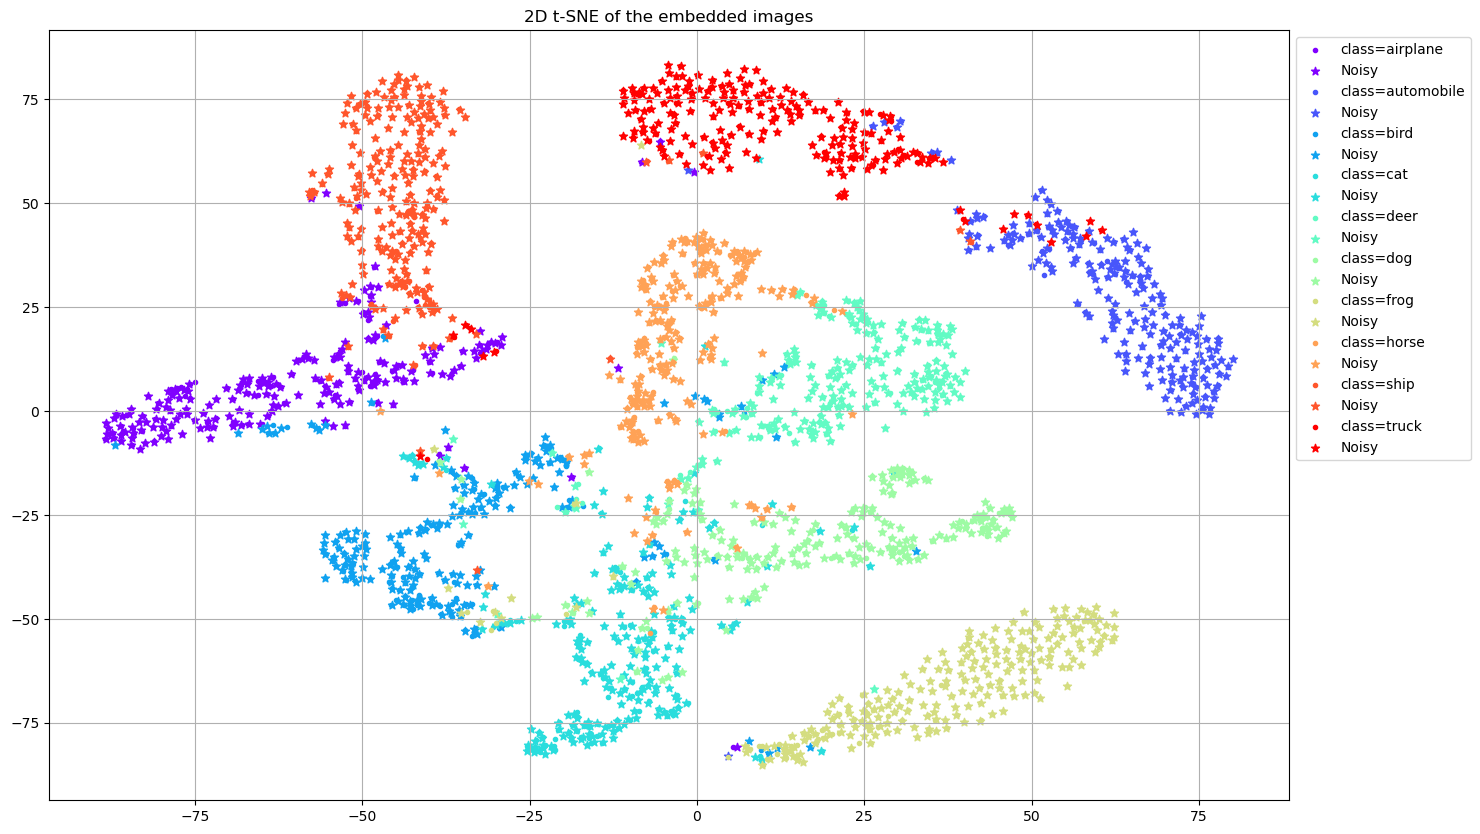 2D t-SNE of the embedded images
75
50
25
0
−25
−50
−75
−75
−50
−25
0
25
50
75
class=airplane
Noisy
class=automobile
Noisy
class=bird
Noisy
class=cat
Noisy
class=deer
Noisy
class=dog
Noisy
class=frog
Noisy
class=horse
Noisy
class=ship
Noisy
class=truck
Noisy